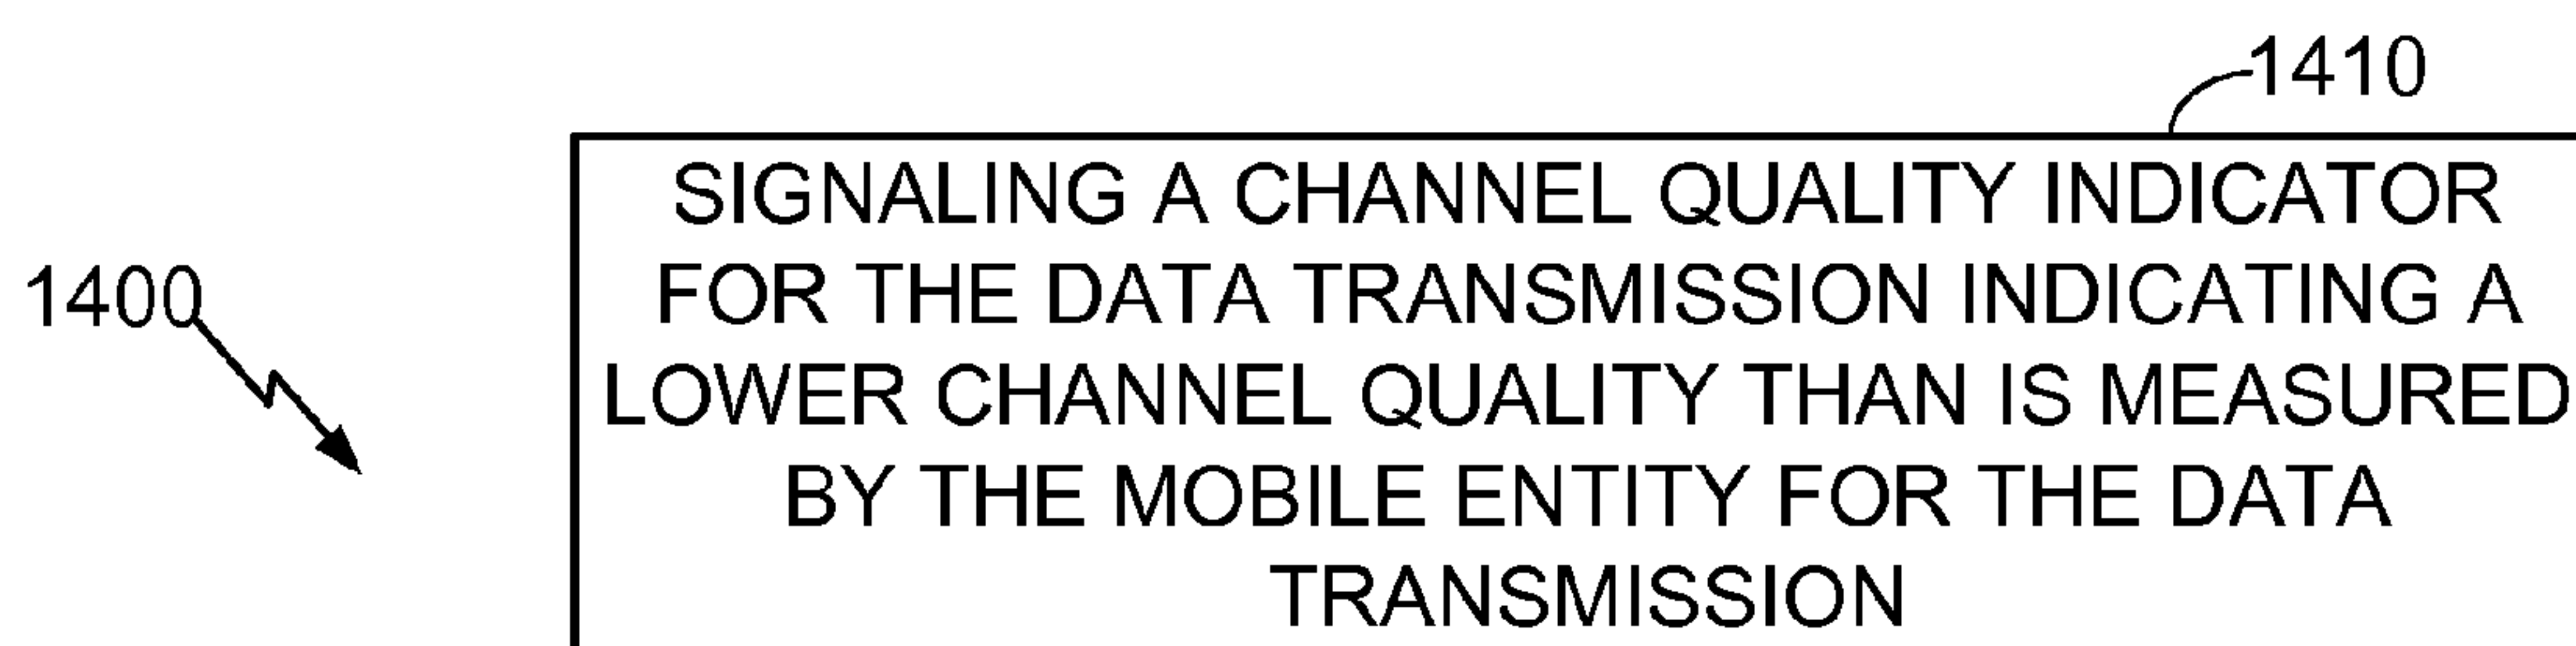 1410
SIGNALING A CHANNEL QUALITY INDICATOR
FOR THE DATA TRANSMISSION INDICATING A
1400
LOWER CHANNEL QUALITY THAN IS MEASURED
BY THE MOBILE ENTITY FOR THE DATA
TRANSMISSION